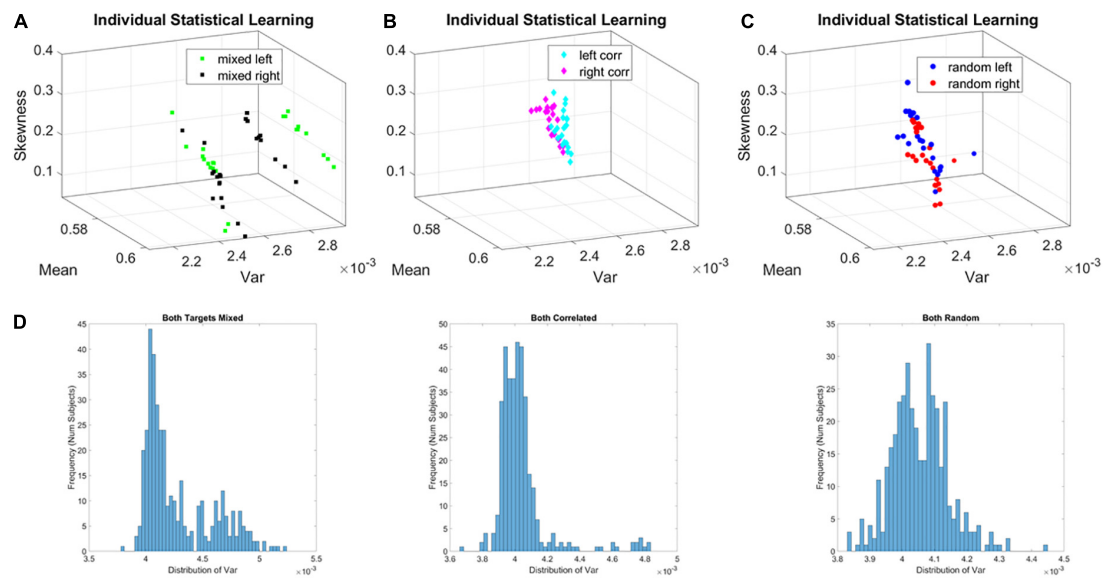 A
Individual Statistical Learning
0.4
0.3
0.2
0.1
Skewness
mixed left
mixed right
0.58
0.6
Mean
2.2
2.4
2.6
2.8
×10-3
Var
B
Individual Statistical Learning
0.4
0.3
0.2
0.1
Skewness
left corr
right corr
0.58
0.6
Mean
2.2
2.4
2.6
2.8
×10-3
Var
C
Individual Statistical Learning
0.4
0.3
0.2
0.1
Skewness
random left
random right
0.58
0.6
Mean
2.2
2.4
2.6
2.8
×10-3
Var
D
Both Targets Mixed
45
40
35
30
25
20
15
10
5
0
Frequency (Num Subjects)
3.5 4 4.5 5 5.5
Distribution of Var ×10-3
Both Correlated
50
45
40
35
30
25
20
15
10
5
0
Frequency (Num Subjects)
3.6 3.8 4 4.2 4.4 4.6 4.8 5
Distribution of Var ×10-3
Both Random
35
30
25
20
15
10
5
0
Frequency (Num Subjects)
3.8 3.9 4 4.1 4.2 4.3 4.4 4.5
Distribution of Var ×10-3